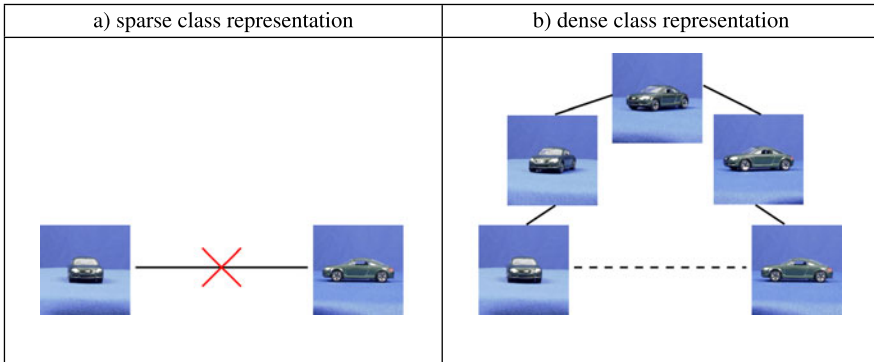 a) sparse class representation
b) dense class representation